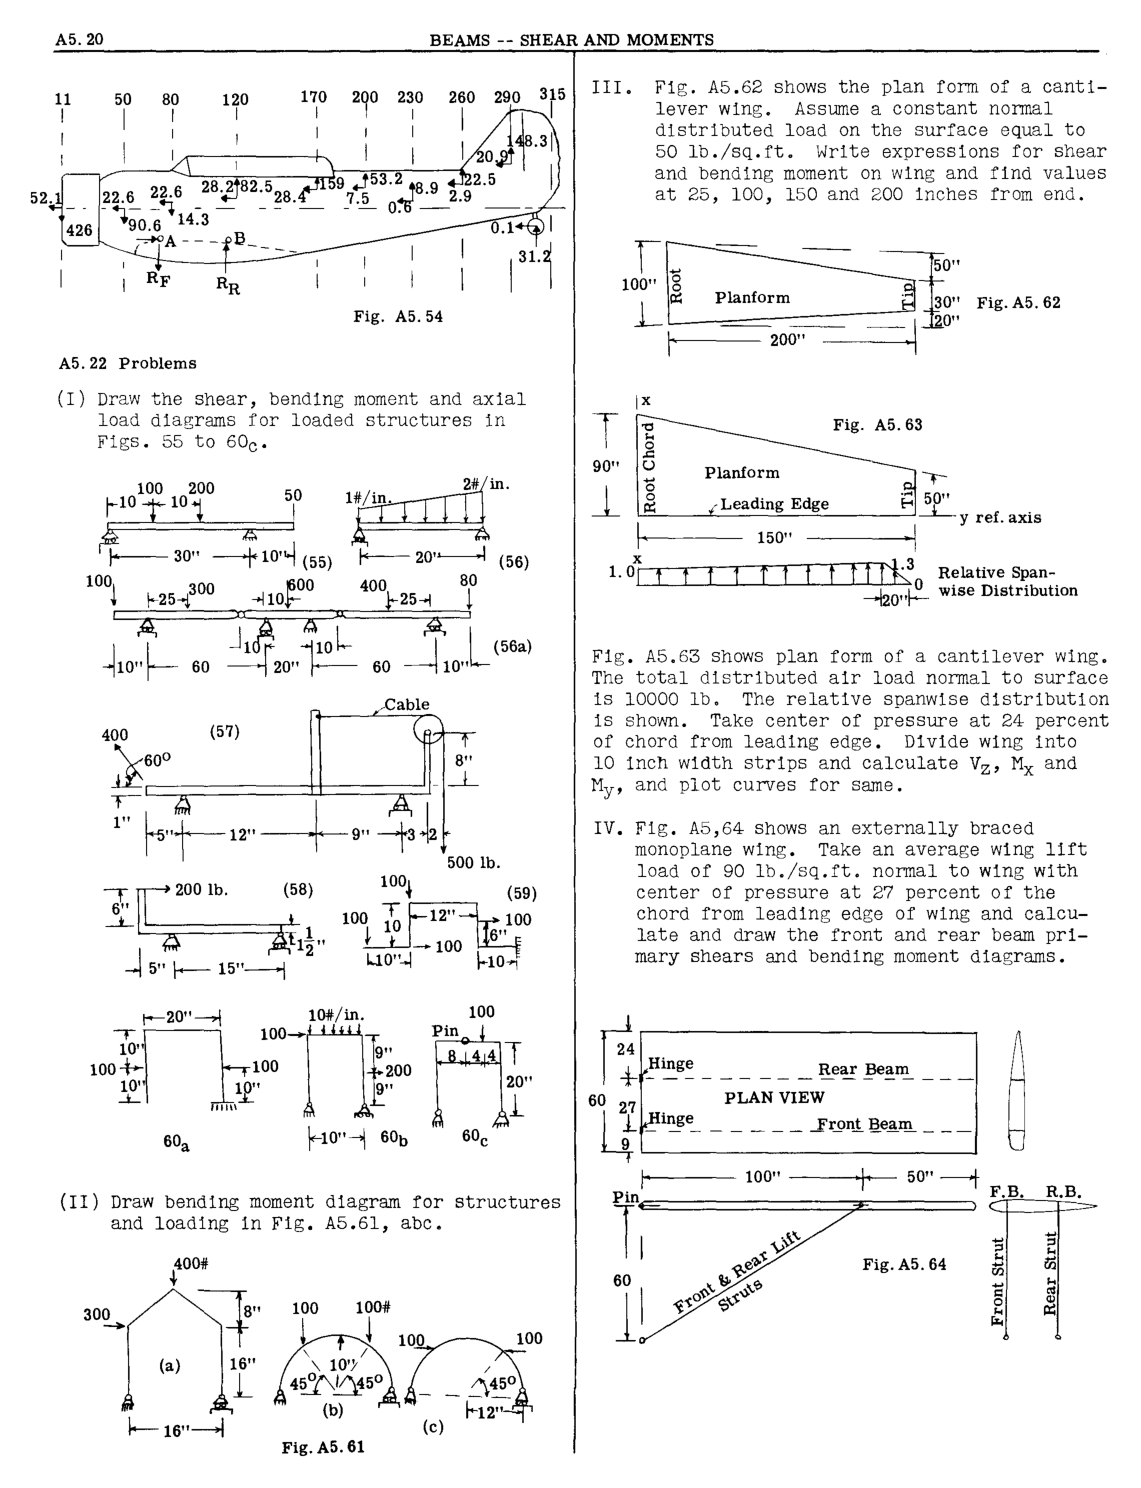 A5.20
BEAMS -- SHEAR AND MOMENTS
11 50 80 120 170 200 230 260 290 315
148.3
20.9
52.1 22.6 22.6 28.2 82.5 28.4 159 53.2 7.5 8.9 22.5
0.6 2.9
426 90.6 14.3
A B
0.1
31.2
RF RR
Fig. A5.54
A5.22 Problems
(I) Draw the shear, bending moment and axial
load diagrams for loaded structures in
Figs. 55 to 60c.
100 200 50
10 10
30" 10" (55)
1#/in. 2#/in.
20" (56)
100 300 600 400 80
25 10 25
10 10 (56a)
10" 60 20" 60 10"
Cable
(57)
400
60°
8"
1"
5" 12" 9" 3 2
500 lb.
200 lb. (58)
6"
1
2"
1
5" 15"
100 (59)
12"
100 10 100
6"
100
10" 10
20"
10"
100 100
10" 10"
60a
10#/in.
100
9"
200
9"
10" 60b
100
Pin
8 4 4
20"
60c
(II) Draw bending moment diagram for structures
and loading in Fig. A5.61, abc.
400#
300 8"
(a) 16"
16"
100 100#
10"
45° 45°
(b)
100 100
45°
12"
(c)
Fig. A5.61
III. Fig. A5.62 shows the plan form of a canti-
lever wing. Assume a constant normal
distributed load on the surface equal to
50 lb./sq.ft. Write expressions for shear
and bending moment on wing and find values
at 25, 100, 150 and 200 inches from end.
50"
100" Root Planform Tip 30" Fig. A5.62
20"
200"
x
Fig. A5.63
90" Root Chord Planform
Leading Edge Tip 50"
y ref. axis
150"
x
1.0 1.3
0
20"
Relative Span-
wise Distribution
Fig. A5.63 shows plan form of a cantilever wing.
The total distributed air load normal to surface
is 10000 lb. The relative spanwise distribution
is shown. Take center of pressure at 24 percent
of chord from leading edge. Divide wing into
10 inch width strips and calculate Vz, Mx and
My, and plot curves for same.
IV. Fig. A5,64 shows an externally braced
monoplane wing. Take an average wing lift
load of 90 lb./sq.ft. normal to wing with
center of pressure at 27 percent of the
chord from leading edge of wing and calcu-
late and draw the front and rear beam pri-
mary shears and bending moment diagrams.
24 Hinge
Rear Beam
60 PLAN VIEW
27 Hinge
Front Beam
9
100" 50"
Pin F.B. R.B.
60
Front & Rear Lift
Struts
Fig. A5.64
Front Strut
Rear Strut